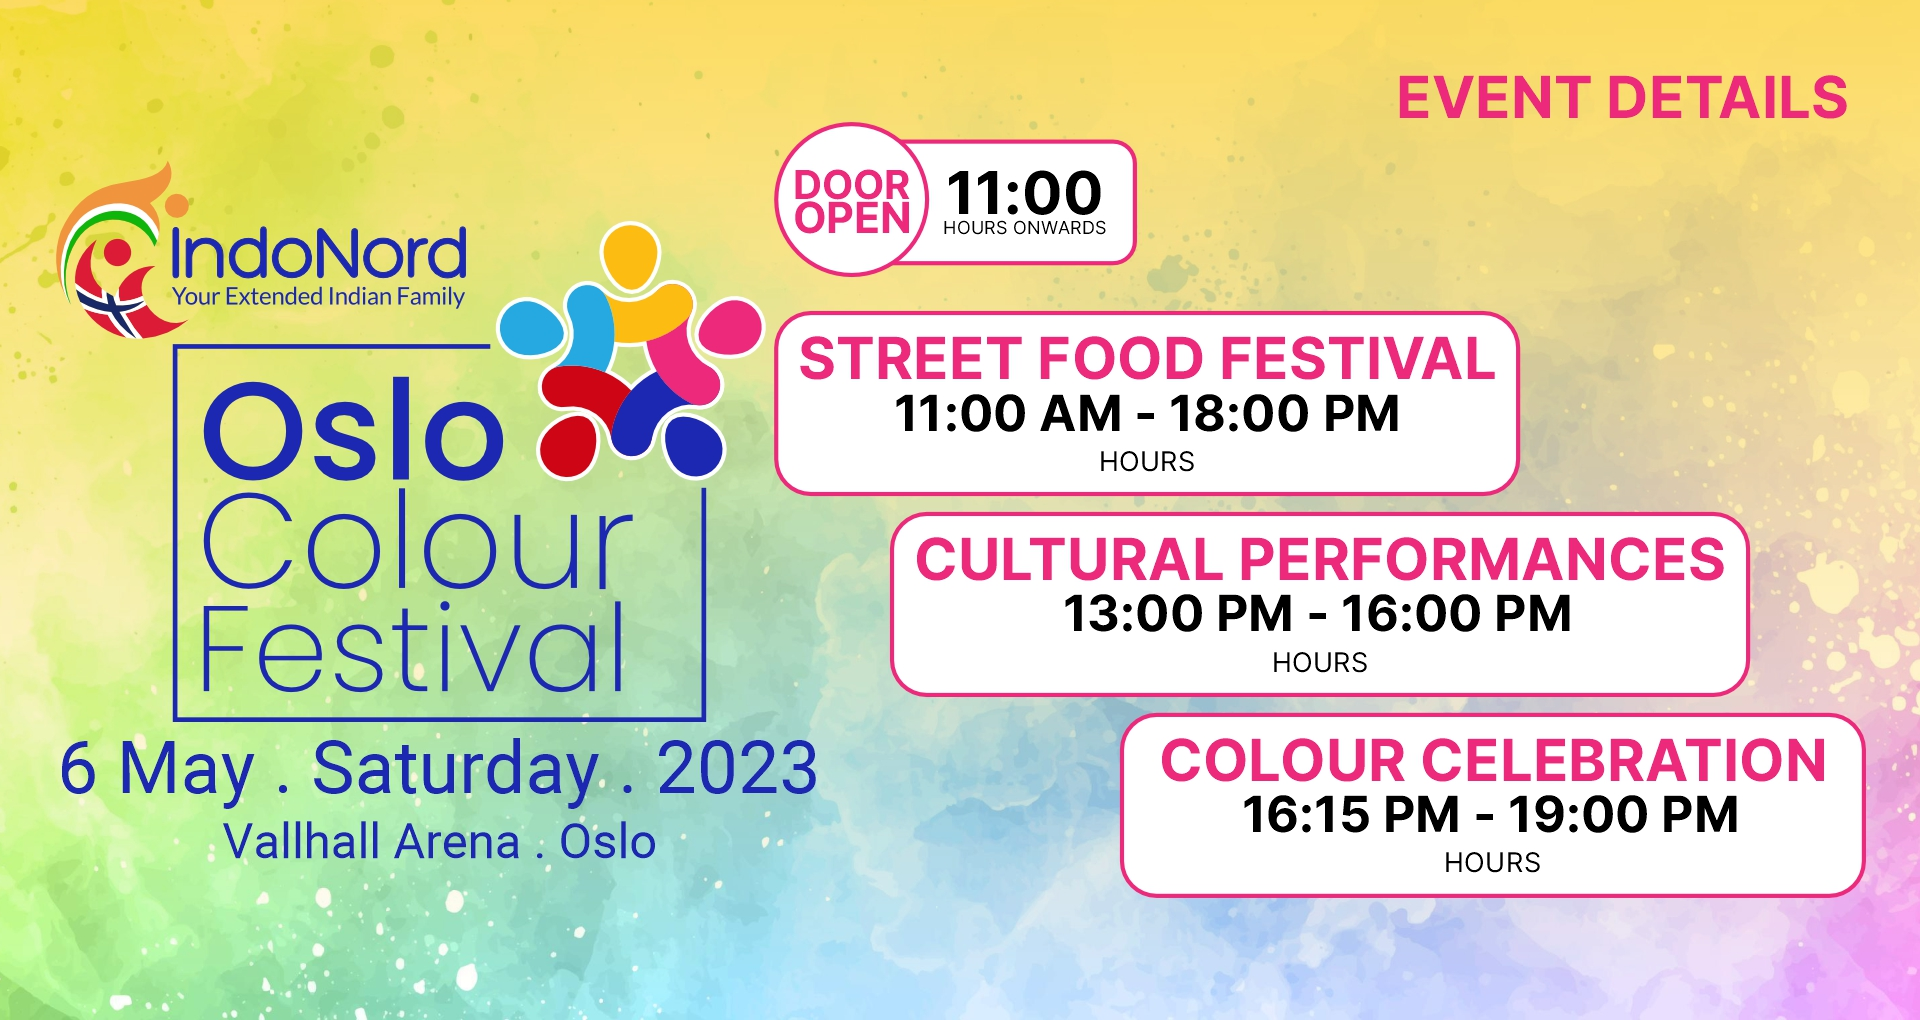 IndoNord
Your Extended Indian Family
Oslo
Colour
Festival
6 May . Saturday . 2023
Vallhall Arena . Oslo
EVENT DETAILS
DOOR
OPEN
11:00
HOURS ONWARDS
STREET FOOD FESTIVAL
11:00 AM - 18:00 PM
HOURS
CULTURAL PERFORMANCES
13:00 PM - 16:00 PM
HOURS
COLOUR CELEBRATION
16:15 PM - 19:00 PM
HOURS